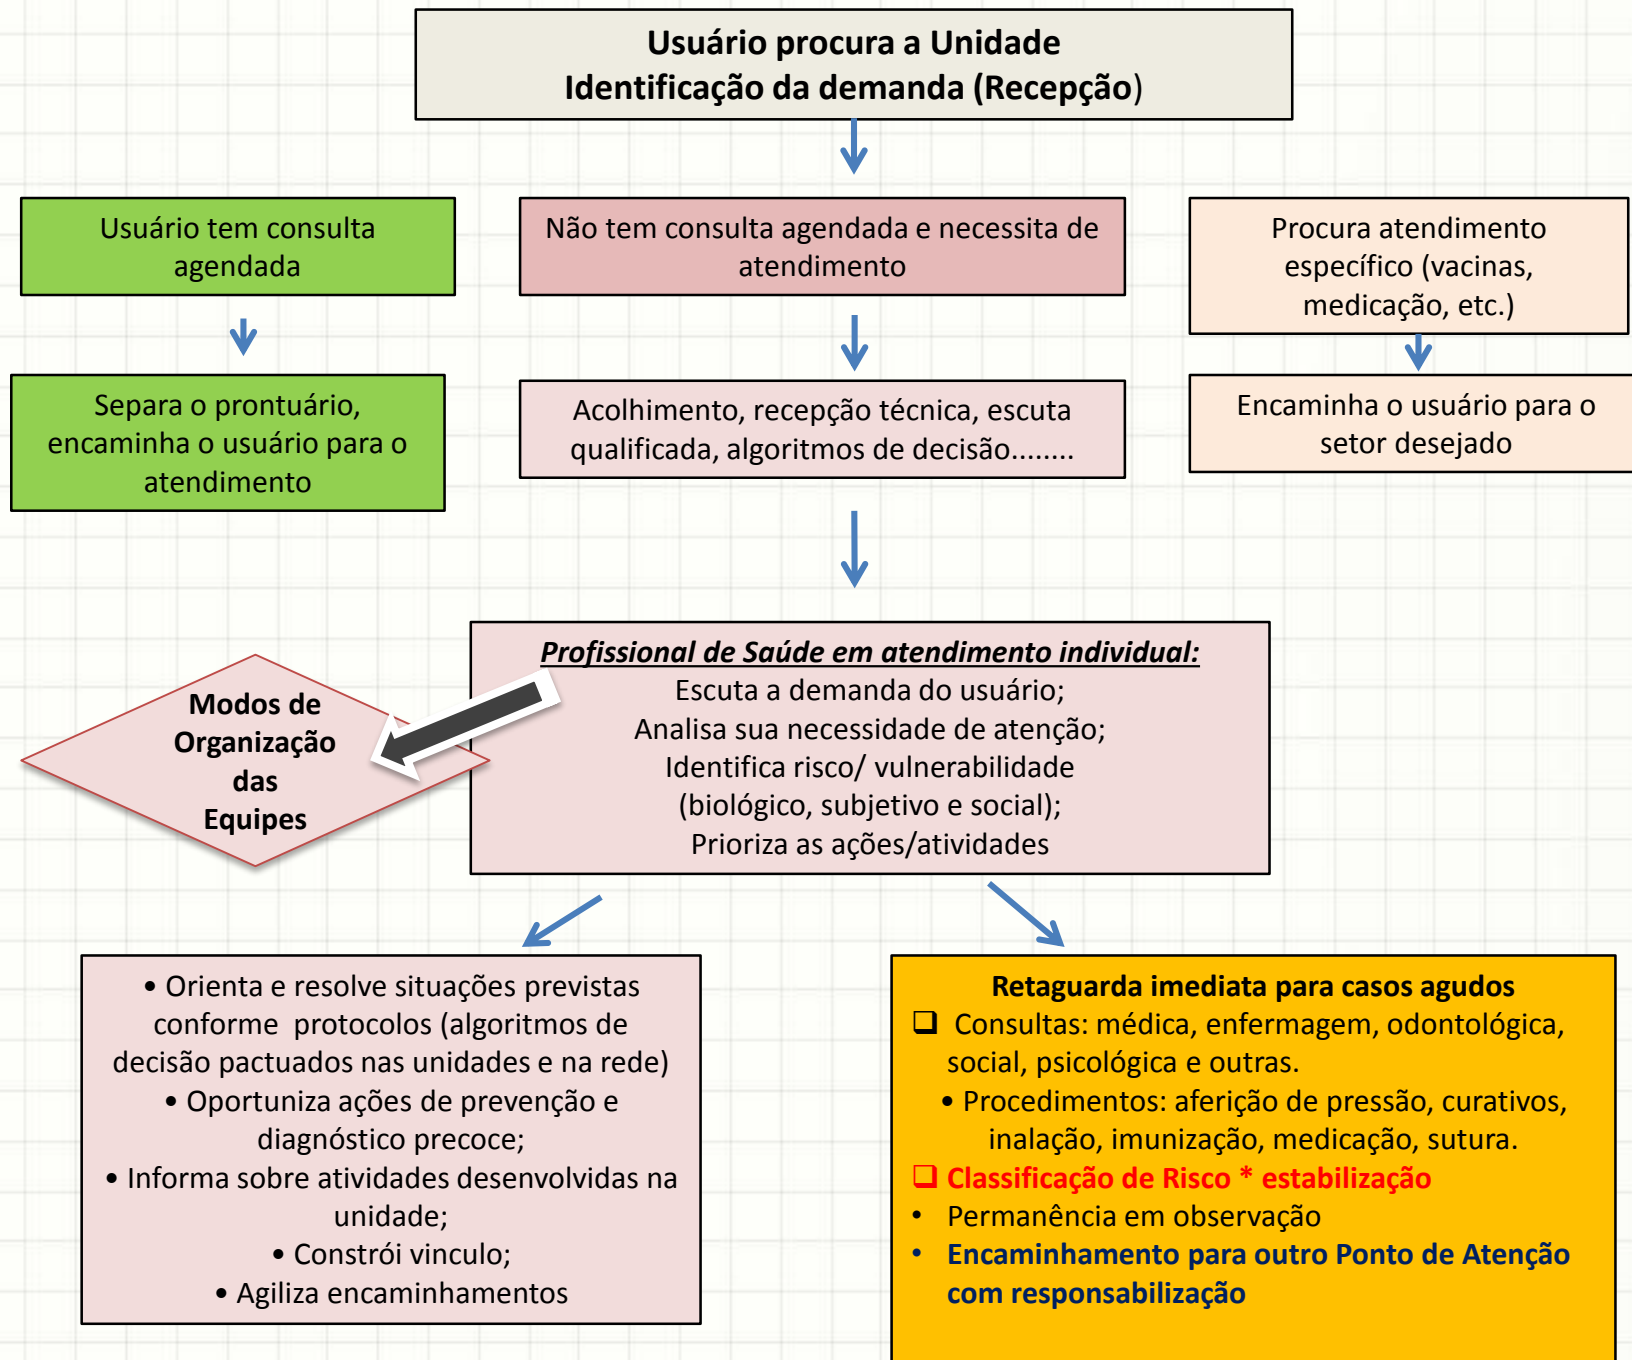 Usuário procura a Unidade
Identificação da demanda (Recepção)
Usuário tem consulta
agendada
Não tem consulta agendada e necessita de
atendimento
Procura atendimento
específico (vacinas,
medicação, etc.)
Separa o prontuário,
encaminha o usuário para o
atendimento
Acolhimento, recepção técnica, escuta
qualificada, algoritmos de decisão........
Encaminha o usuário para o
setor desejado
Modos de
Organização
das
Equipes
Profissional de Saúde em atendimento individual:
Escuta a demanda do usuário;
Analisa sua necessidade de atenção;
Identifica risco/ vulnerabilidade
(biológico, subjetivo e social);
Prioriza as ações/atividades
• Orienta e resolve situações previstas
conforme  protocolos (algoritmos de
decisão pactuados nas unidades e na rede)
• Oportuniza ações de prevenção e
diagnóstico precoce;
• Informa sobre atividades desenvolvidas na
unidade;
• Constrói vinculo;
• Agiliza encaminhamentos
Retaguarda imediata para casos agudos
❑ Consultas: médica, enfermagem, odontológica,
social, psicológica e outras.
• Procedimentos: aferição de pressão, curativos,
inalação, imunização, medicação, sutura.
❑ Classificação de Risco * estabilização
• Permanência em observação
• Encaminhamento para outro Ponto de Atenção
com responsabilização